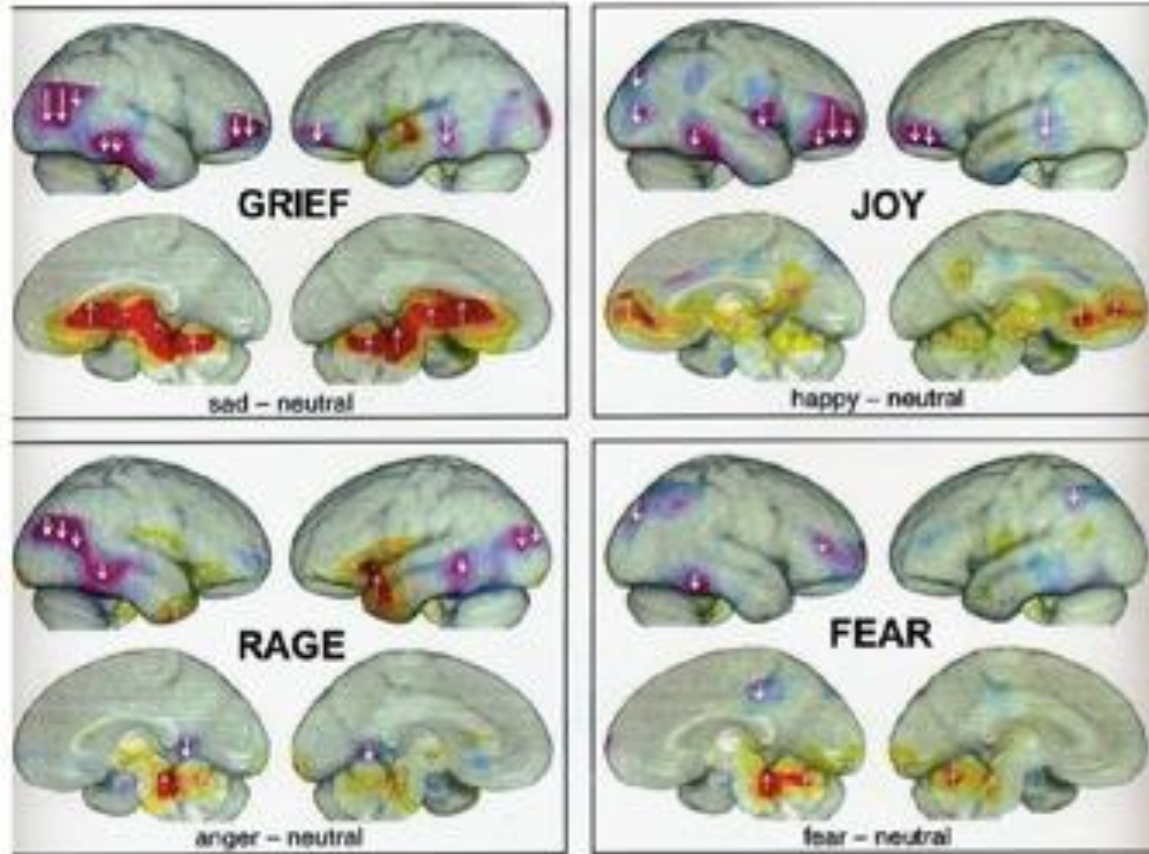 GRIEF
sad – neutral
JOY
happy – neutral
RAGE
anger – neutral
FEAR
fear – neutral